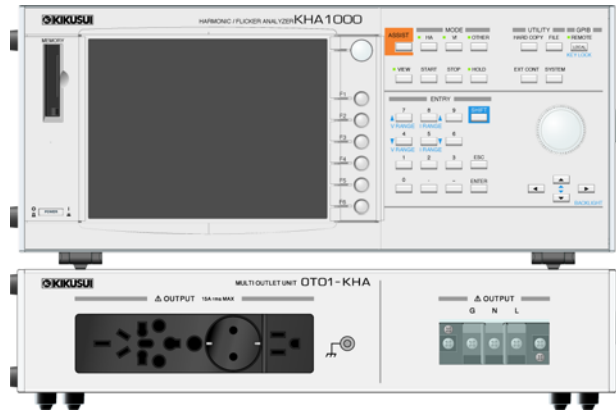 KIKUSUI HARMONIC / FLICKER ANALYZER KHA1000
MEMORY
ASSIST
MODE
HA VI OTHER
UTILITY GPIB
HARD COPY FILE REMOTE
LOCAL
KEY LOCK
VIEW START STOP HOLD
EXT CONT SYSTEM
ENTRY
7 8 9 SHIFT
V RANGE I RANGE
4 5 6
V RANGE I RANGE
1 2 3 ESC
0 . - ENTER
BACKLIGHT
F1
F2
F3
F4
F5
F6
POWER
KIKUSUI MULTI OUTLET UNIT OT01-KHA
⚠ OUTPUT 10A rms MAX
⚠ OUTPUT
G N L